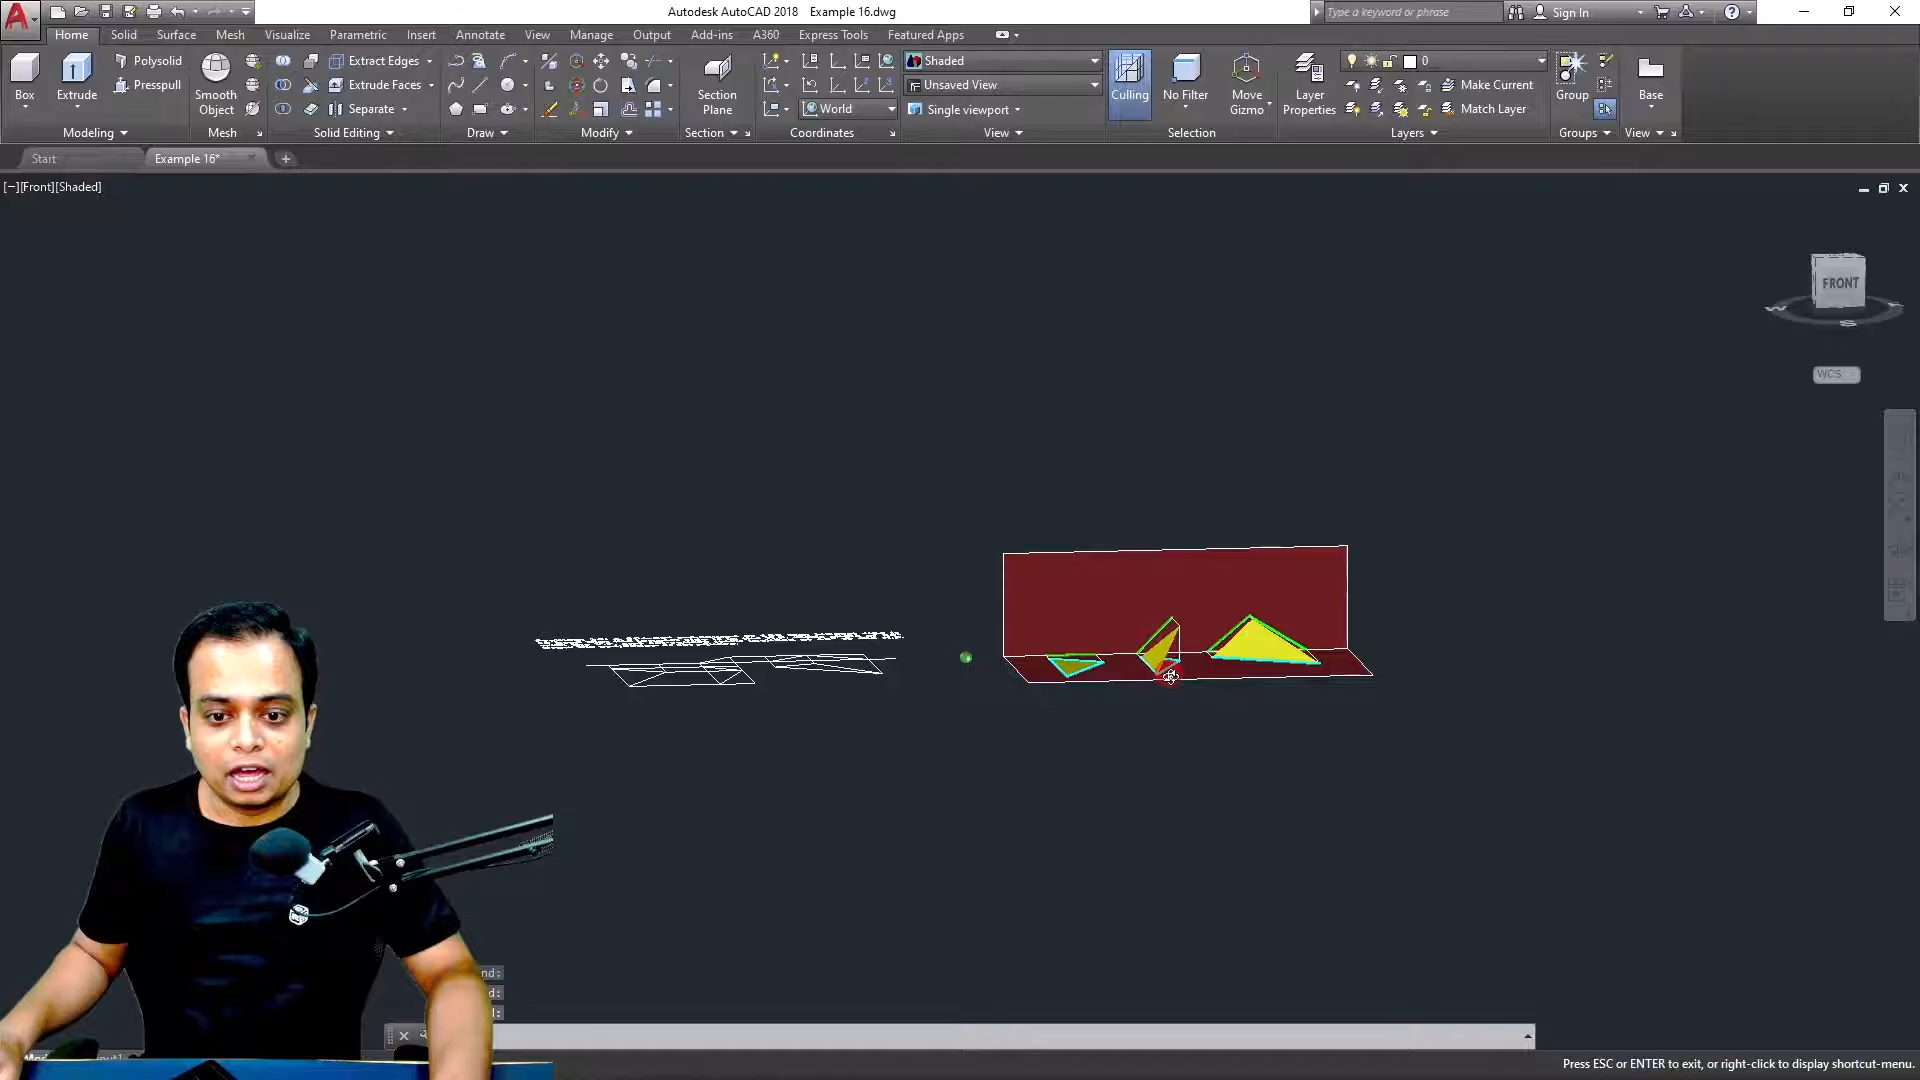 Autodesk AutoCAD 2018 Example 16.dwg
Type a keyword or phrase
Sign In
Home Solid Surface Mesh Visualize Parametric Insert Annotate View Manage Output Add-ins A360 Express Tools Featured Apps
Box
Extrude
Polysolid
Presspull
Modeling
Smooth Object
Mesh
Extract Edges
Extrude Faces
Separate
Solid Editing
Draw
Modify
Section Plane
Section
World
Coordinates
Shaded
Unsaved View
Single viewport
View
Culling
No Filter
Move Gizmo
Selection
Layer Properties
0
Make Current
Match Layer
Layers
Group
Groups
Base
View
Start
Example 16*
[−][Front][Shaded]
FRONT
W
S
WCS
nd:
d:
Press ESC or ENTER to exit, or right-click to display shortcut-menu.